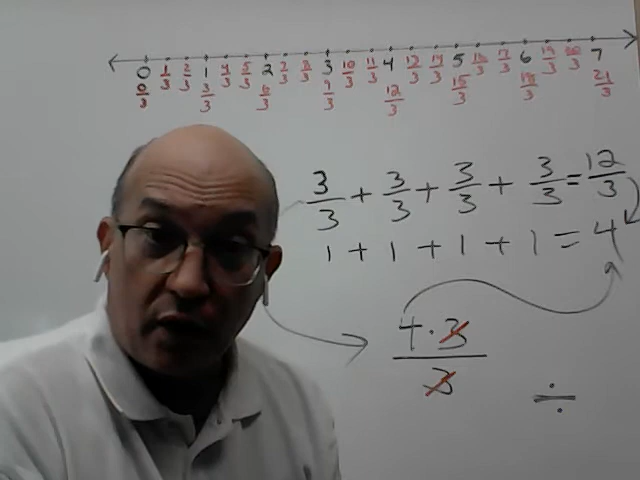 0 1/3 2/3 1 4/3 5/3 2 7/3 8/3 3 10/3 11/3 4 13/3 14/3 5 16/3 17/3 6 19/3 20/3 7
0/3 3/3 6/3 9/3 12/3 15/3 18/3 21/3
3/3 + 3/3 + 3/3 + 3/3 = 12/3
1 + 1 + 1 + 1 = 4
4 · 3
3
÷